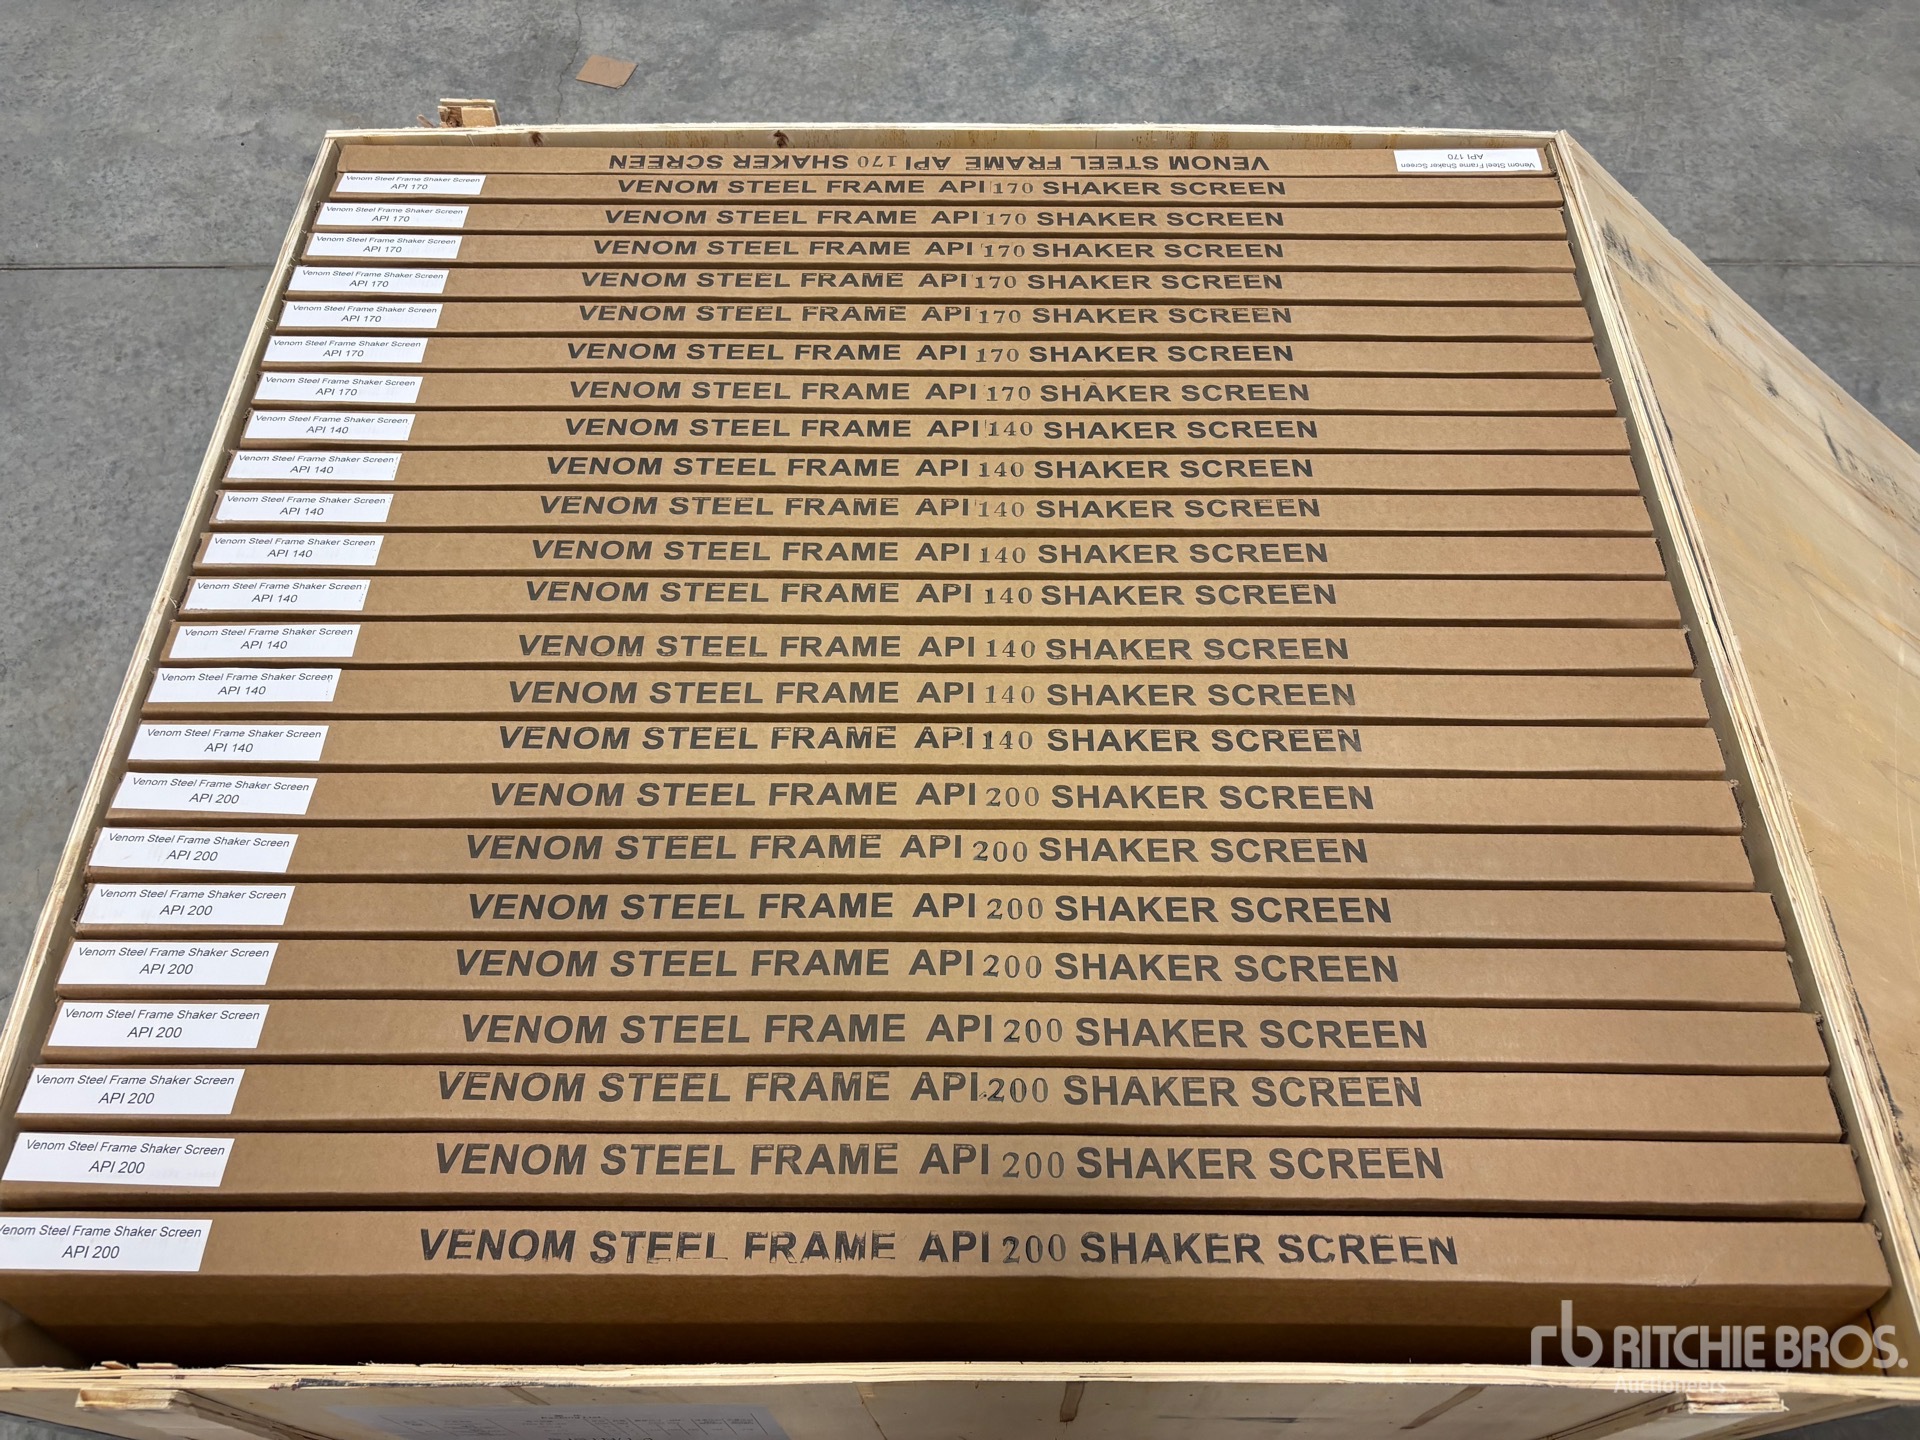 VENOM STEEL FRAME API 170 SHAKER SCREEN
Venom Steel Frame Shaker Screen
API 170
Venom Steel Frame Shaker Screen
API 170
VENOM STEEL FRAME API 170 SHAKER SCREEN
Venom Steel Frame Shaker Screen
API 170
VENOM STEEL FRAME API 170 SHAKER SCREEN
Venom Steel Frame Shaker Screen
API 170
VENOM STEEL FRAME API 170 SHAKER SCREEN
Venom Steel Frame Shaker Screen
API 170
VENOM STEEL FRAME API 170 SHAKER SCREEN
Venom Steel Frame Shaker Screen
API 170
VENOM STEEL FRAME API 170 SHAKER SCREEN
Venom Steel Frame Shaker Screen
API 170
VENOM STEEL FRAME API 170 SHAKER SCREEN
Venom Steel Frame Shaker Screen
API 170
VENOM STEEL FRAME API 170 SHAKER SCREEN
Venom Steel Frame Shaker Screen
API 140
VENOM STEEL FRAME API 140 SHAKER SCREEN
Venom Steel Frame Shaker Screen
API 140
VENOM STEEL FRAME API 140 SHAKER SCREEN
Venom Steel Frame Shaker Screen
API 140
VENOM STEEL FRAME API 140 SHAKER SCREEN
Venom Steel Frame Shaker Screen
API 140
VENOM STEEL FRAME API 140 SHAKER SCREEN
Venom Steel Frame Shaker Screen
API 140
VENOM STEEL FRAME API 140 SHAKER SCREEN
Venom Steel Frame Shaker Screen
API 140
VENOM STEEL FRAME API 140 SHAKER SCREEN
Venom Steel Frame Shaker Screen
API 140
VENOM STEEL FRAME API 140 SHAKER SCREEN
Venom Steel Frame Shaker Screen
API 140
VENOM STEEL FRAME API 140 SHAKER SCREEN
Venom Steel Frame Shaker Screen
API 200
VENOM STEEL FRAME API 200 SHAKER SCREEN
Venom Steel Frame Shaker Screen
API 200
VENOM STEEL FRAME API 200 SHAKER SCREEN
Venom Steel Frame Shaker Screen
API 200
VENOM STEEL FRAME API 200 SHAKER SCREEN
Venom Steel Frame Shaker Screen
API 200
VENOM STEEL FRAME API 200 SHAKER SCREEN
Venom Steel Frame Shaker Screen
API 200
VENOM STEEL FRAME API 200 SHAKER SCREEN
Venom Steel Frame Shaker Screen
API 200
VENOM STEEL FRAME API 200 SHAKER SCREEN
Venom Steel Frame Shaker Screen
API 200
VENOM STEEL FRAME API 200 SHAKER SCREEN
Venom Steel Frame Shaker Screen
API 200
VENOM STEEL FRAME API 200 SHAKER SCREEN
rb RITCHIE BROS.
Auctioneers